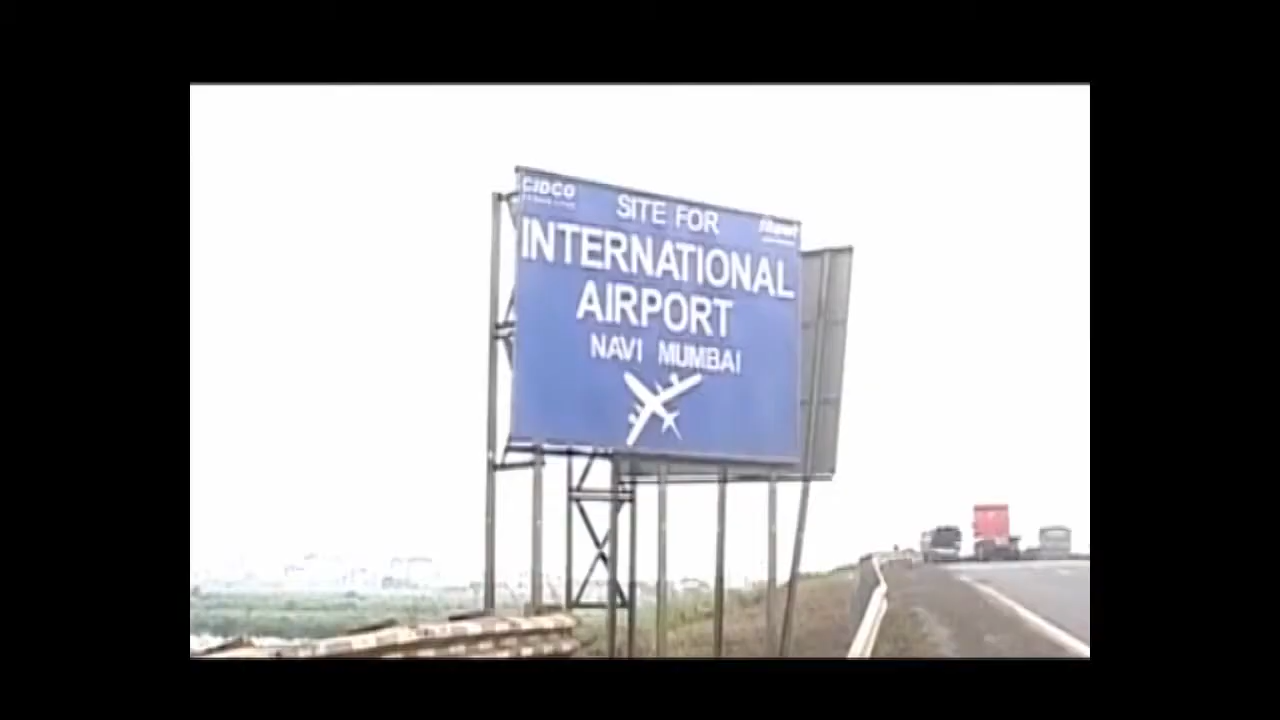 CIDCO
SITE FOR
INTERNATIONAL
AIRPORT
NAVI MUMBAI